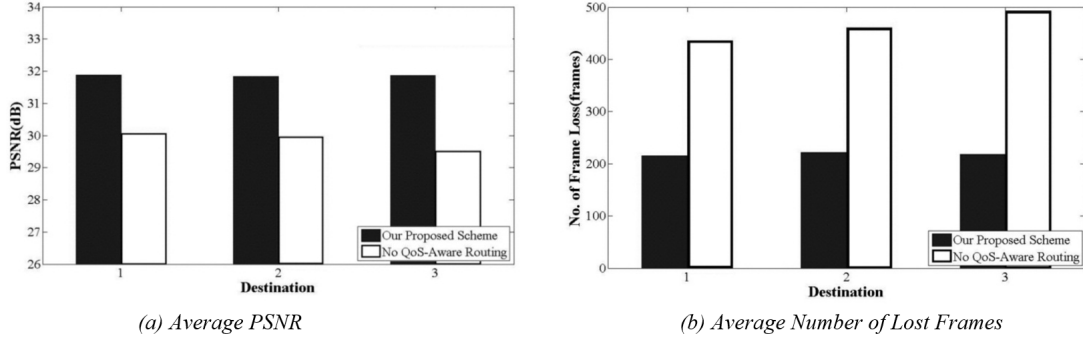 34
33
32
31
30
29
28
27
26
PSNR(dB)
Our Proposed Scheme
No QoS-Aware Routing
1 2 3
Destination
(a) Average PSNR
500
400
300
200
100
0
No. of Frame Loss(frames)
Our Proposed Scheme
No QoS-Aware Routing
1 2 3
Destination
(b) Average Number of Lost Frames